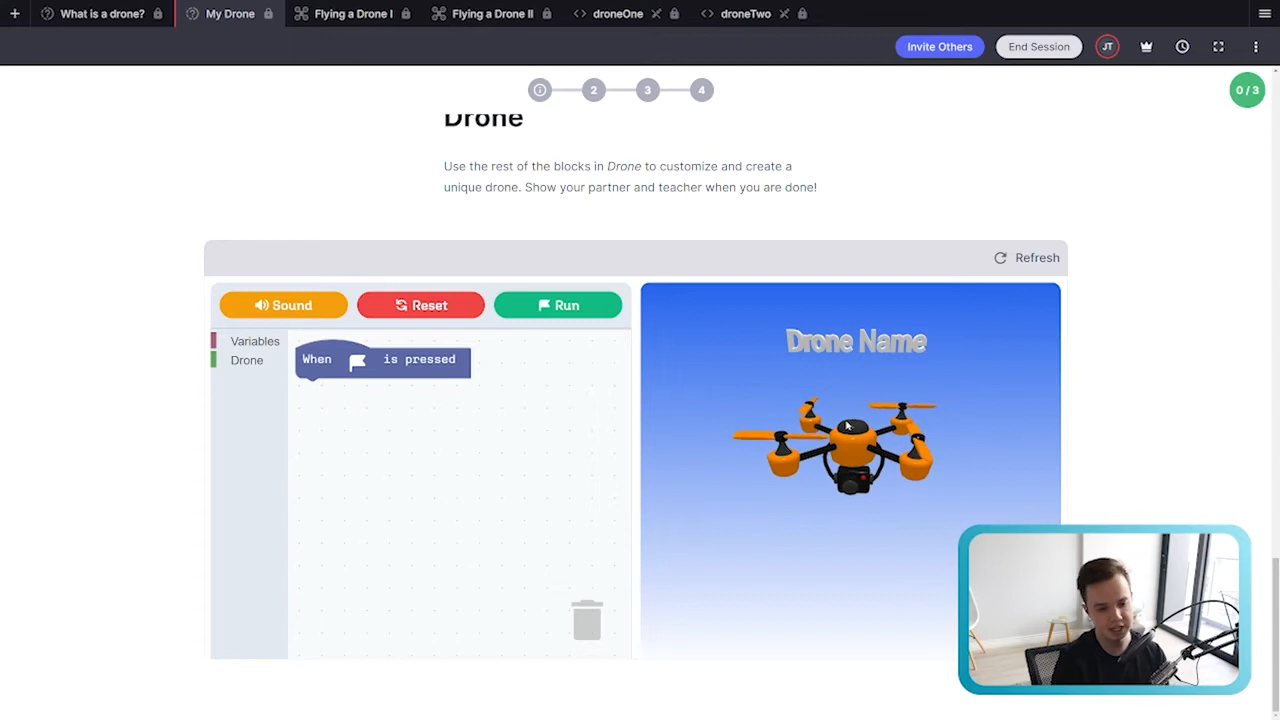 What is a drone?
My Drone
Flying a Drone I
Flying a Drone II
droneOne
droneTwo
Invite Others
End Session
JT
2
3
4
0 / 3
Drone
Use the rest of the blocks in Drone to customize and create a
unique drone. Show your partner and teacher when you are done!
Refresh
Sound
Reset
Run
Variables
Drone
When is pressed
Drone Name